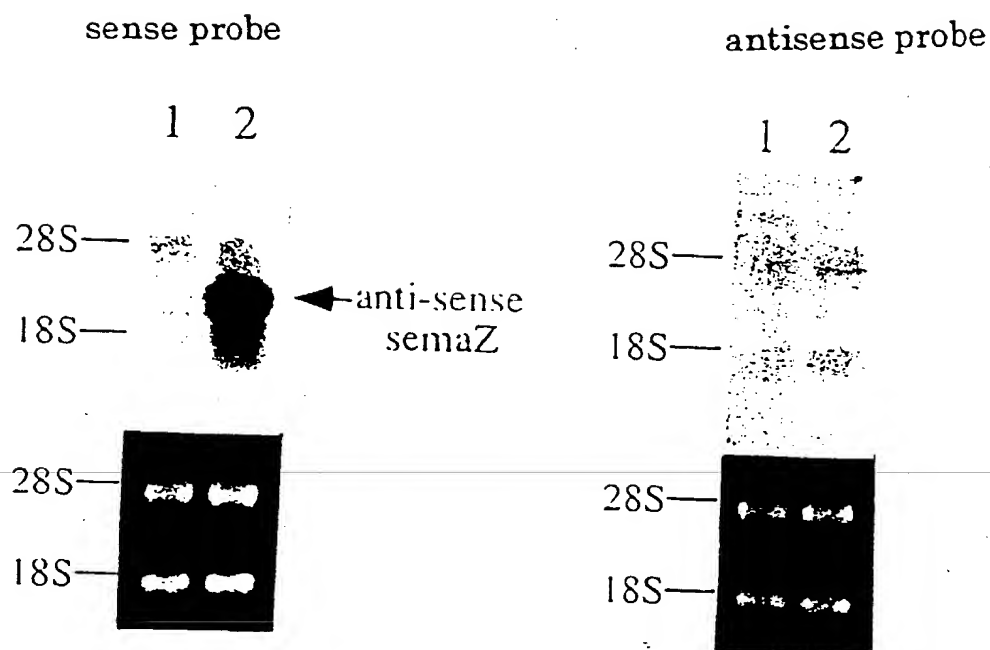 sense probe
1 2
28S
18S
anti-sense
semaZ
28S
18S
antisense probe
1 2
28S
18S
28S
18S